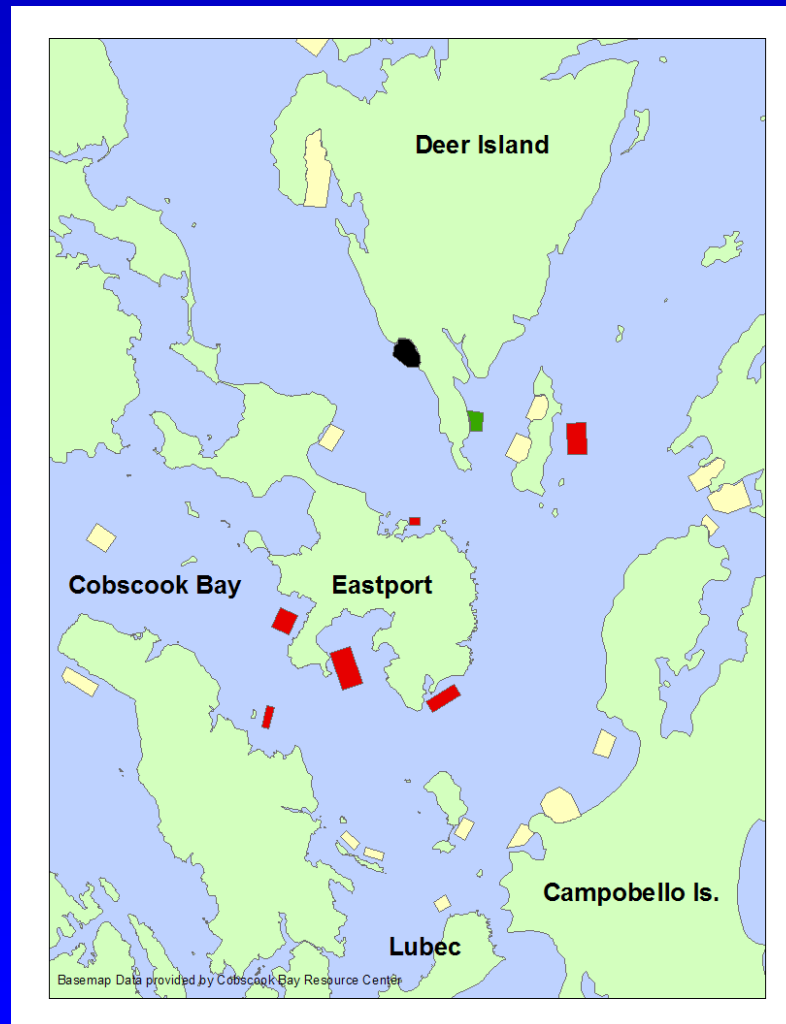 Deer Island
Cobscook Bay
Eastport
Campobello Is.
Lubec
Basemap Data provided by Cobscook Bay Resource Center